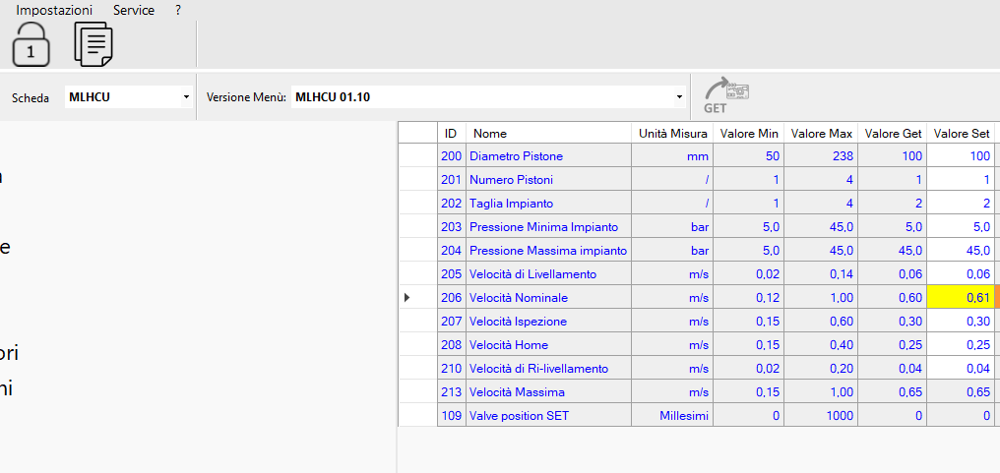 Impostazioni Service ?
1
Scheda MLHCU Versione Menù: MLHCU 01.10 GET
ID Nome Unità Misura Valore Min Valore Max Valore Get Valore Set
200 Diametro Pistone mm 50 238 100 100
201 Numero Pistoni / 1 4 1 1
202 Taglia Impianto / 1 4 2 2
203 Pressione Minima Impianto bar 5,0 45,0 5,0 5,0
204 Pressione Massima impianto bar 5,0 45,0 45,0 45,0
205 Velocità di Livellamento m/s 0,02 0,14 0,06 0,06
e
206 Velocità Nominale m/s 0,12 1,00 0,60 0,61
207 Velocità Ispezione m/s 0,15 0,60 0,30 0,30
208 Velocità Home m/s 0,15 0,40 0,25 0,25
ori
210 Velocità di Ri-livellamento m/s 0,02 0,20 0,04 0,04
ni
213 Velocità Massima m/s 0,15 1,00 0,65 0,65
109 Valve position SET Millesimi 0 1000 0 0